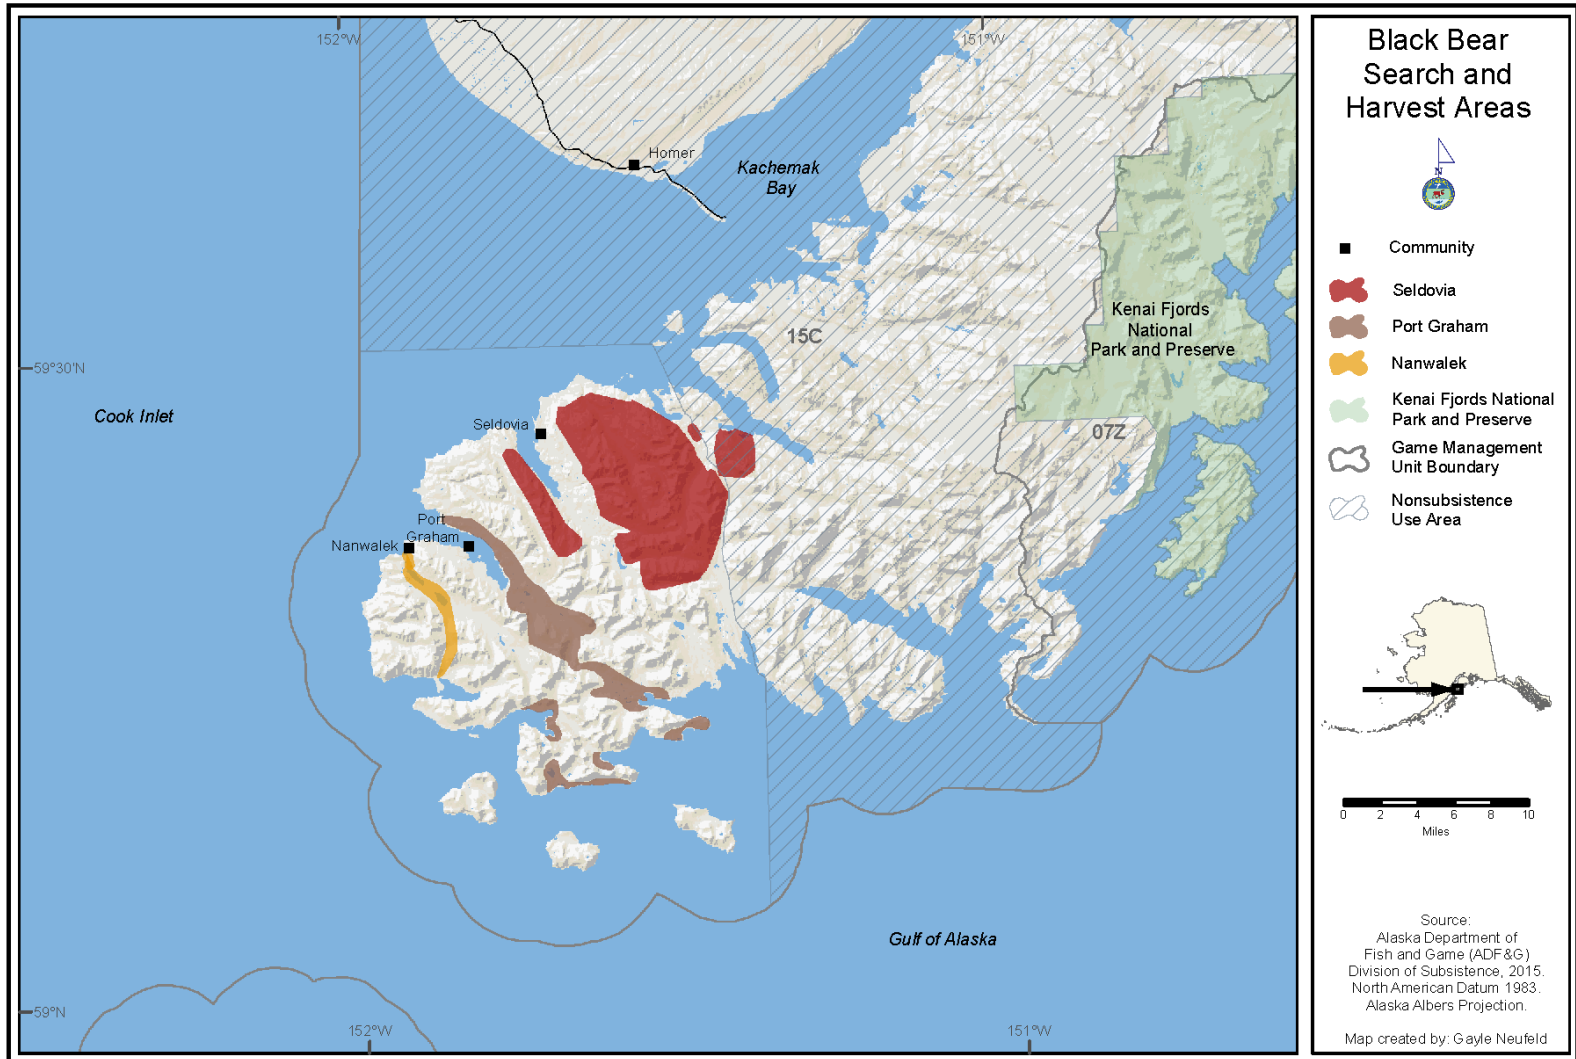 152°W
151°W
Homer
Kachemak
Bay
Kenai Fjords
National
Park and Preserve
15C
59°30'N
Cook Inlet
Seldovia
07Z
Port
Graham
Nanwalek
Gulf of Alaska
59°N
152°W
151°W
Black Bear
Search and
Harvest Areas
N
Community
Seldovia
Port Graham
Nanwalek
Kenai Fjords National
Park and Preserve
Game Management
Unit Boundary
Nonsubsistence
Use Area
0 2 4 6 8 10
Miles
Source:
Alaska Department of
Fish and Game (ADF&G)
Division of Subsistence, 2015.
North American Datum 1983.
Alaska Albers Projection.
Map created by: Gayle Neufeld